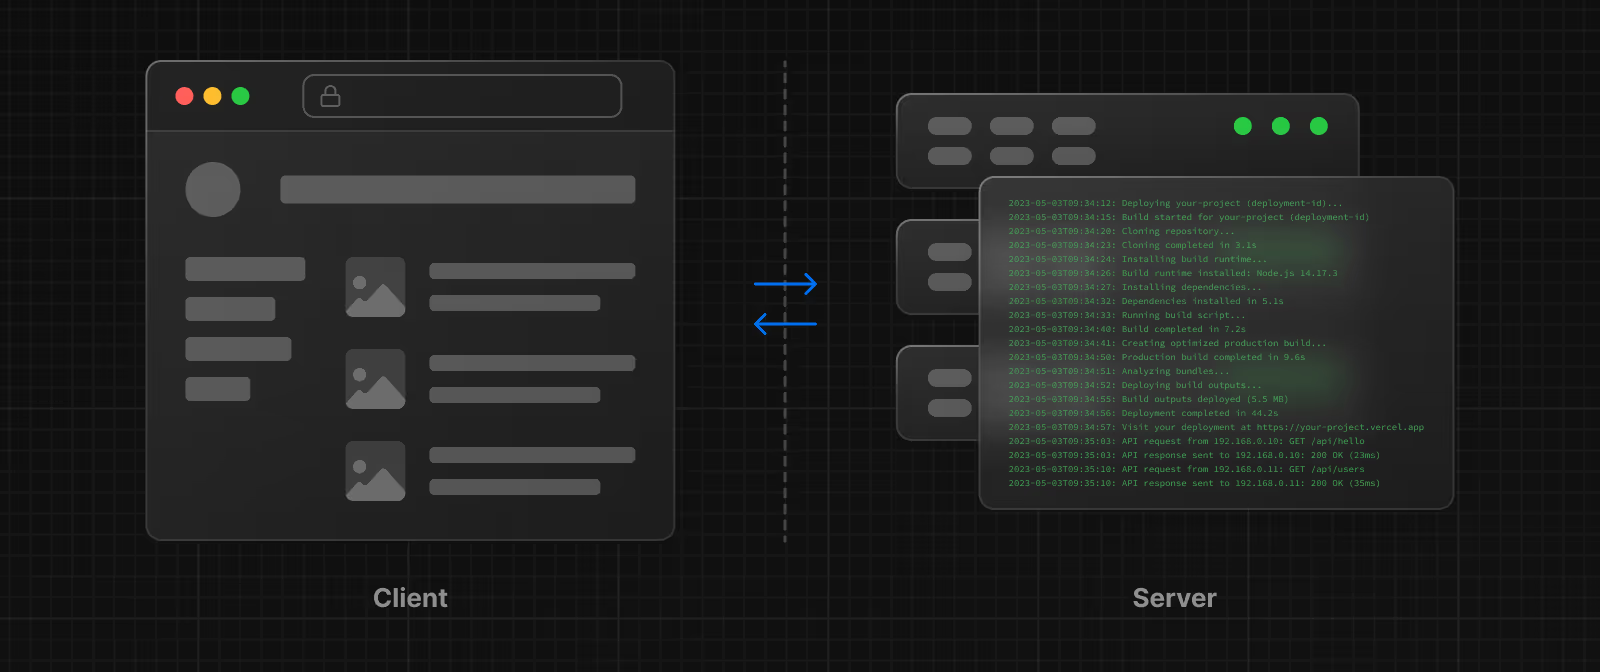 2023-05-03T09:34:12: Deploying your-project (deployment-id)...
2023-05-03T09:34:15: Build started for your-project (deployment-id)
2023-05-03T09:34:20: Cloning repository...
2023-05-03T09:34:23: Cloning completed in 3.1s
2023-05-03T09:34:24: Installing build runtime...
2023-05-03T09:34:26: Build runtime installed: Node.js 14.17.3
2023-05-03T09:34:27: Installing dependencies...
2023-05-03T09:34:32: Dependencies installed in 5.1s
2023-05-03T09:34:33: Running build script...
2023-05-03T09:34:40: Build completed in 7.2s
2023-05-03T09:34:41: Creating optimized production build...
2023-05-03T09:34:50: Production build completed in 9.6s
2023-05-03T09:34:51: Analyzing bundles...
2023-05-03T09:34:52: Deploying build outputs...
2023-05-03T09:34:55: Build outputs deployed (5.5 MB)
2023-05-03T09:34:56: Deployment completed in 44.2s
2023-05-03T09:34:57: Visit your deployment at https://your-project.vercel.app
2023-05-03T09:35:03: API request from 192.168.0.10: GET /api/hello
2023-05-03T09:35:03: API response sent to 192.168.0.10: 200 OK (23ms)
2023-05-03T09:35:10: API request from 192.168.0.11: GET /api/users
2023-05-03T09:35:10: API response sent to 192.168.0.11: 200 OK (35ms)
Client
Server